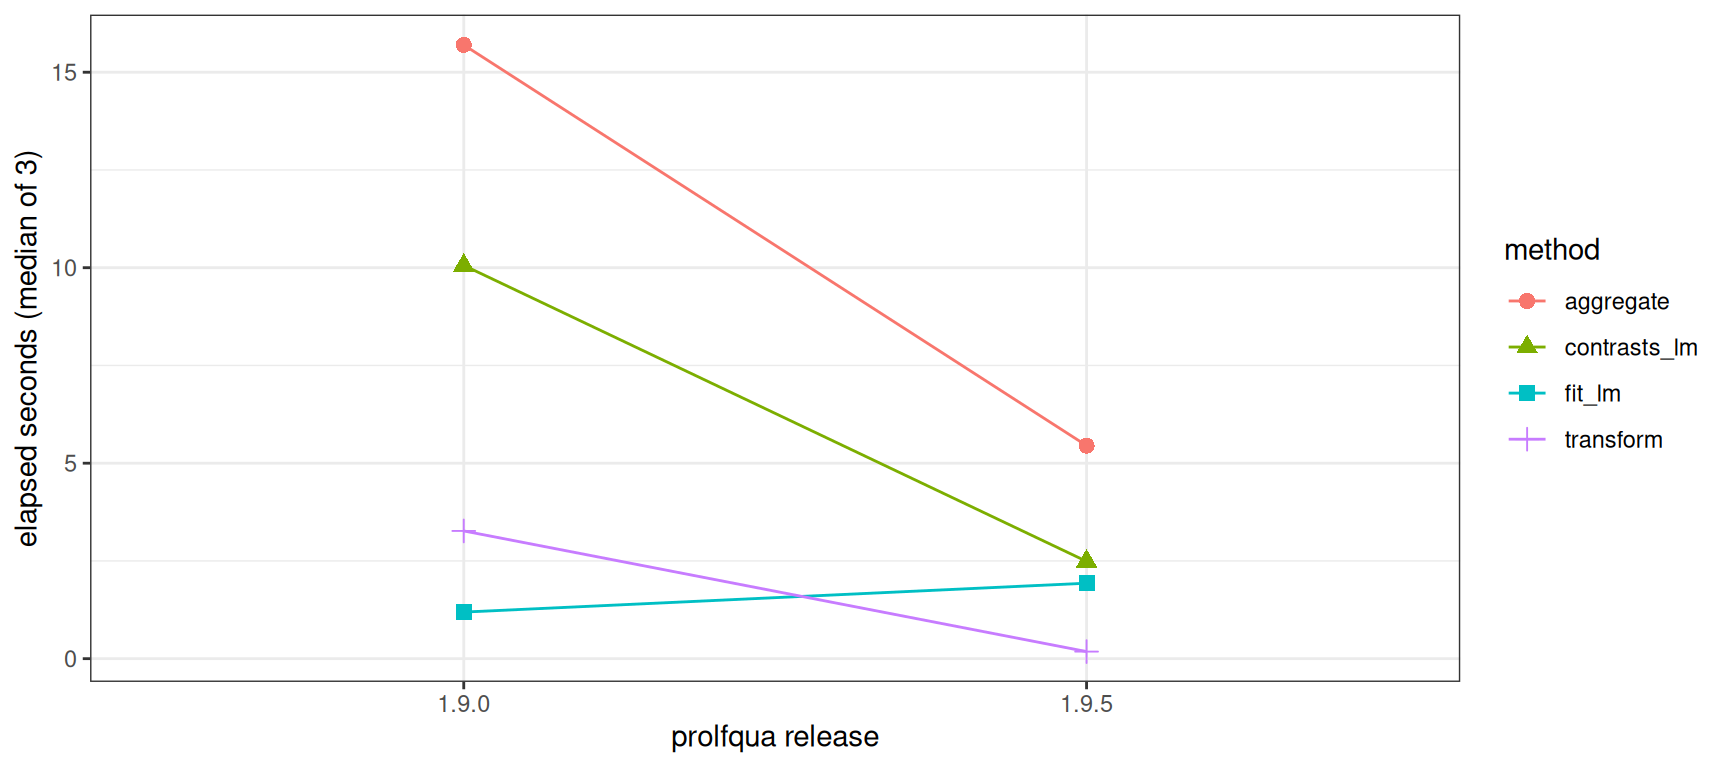 elapsed seconds (median of 3)
15
10
5
0
1.9.0
1.9.5
prolfqua release
method
aggregate
contrasts_lm
fit_lm
transform